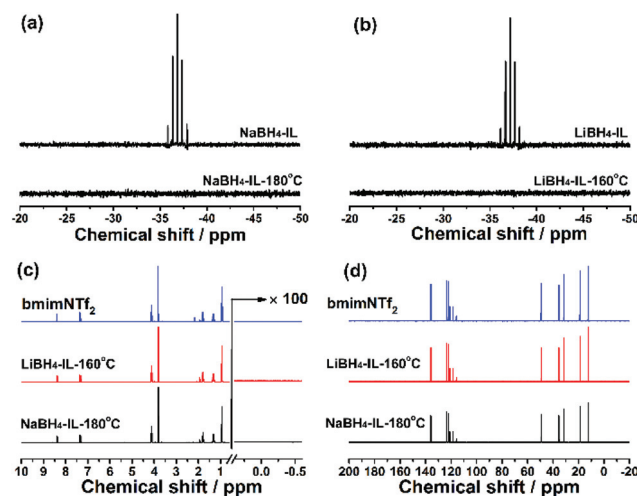 (a)
NaBH4-IL
NaBH4-IL-180°C
-20 -25 -30 -35 -40 -45 -50
Chemical shift / ppm
(b)
LiBH4-IL
LiBH4-IL-160°C
-20 -25 -30 -35 -40 -45 -50
Chemical shift / ppm
(c)
× 100
bmimNTf2
LiBH4-IL-160°C
NaBH4-IL-180°C
10 9 8 7 6 5 4 3 2 1 0.0 -0.5
Chemical shift / ppm
(d)
bmimNTf2
LiBH4-IL-160°C
NaBH4-IL-180°C
200 180 160 140 120 100 80 60 40 20 0 -20
Chemical shift / ppm